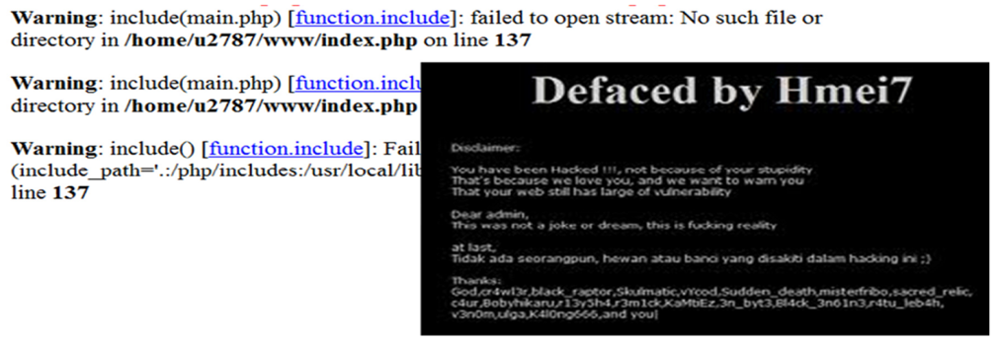 Warning: include(main.php) [function.include]: failed to open stream: No such file or
directory in /home/u2787/www/index.php on line 137
Warning: include(main.php) [function.inclu
directory in /home/u2787/www/index.php
Warning: include() [function.include]: Fail
(include_path='.:/php/includes:/usr/local/lib
line 137
Defaced by Hmei7
Disclaimer:
You have been Hacked !!!, not because of your stupidity
That's because we love you, and we want to warn you
That your web still has large of vulnerability
Dear admin,
This was not a joke or dream, this is fucking reality
at last,
Tidak ada seorangpun, hewan atau banci yang disakiti dalam hacking ini ;)
Thanks:
God,cr4wl3r,black_raptor,Skulmatic,vYcod,Sudden_death,misterfribo,sacred_relic,
c4ur,Bobyhikaru,r13y5h4,r3m1ck,KaMbEz,3n_byt3,Bl4ck_3n61n3,r4tu_leb4h,
v3n0m,ulga,K4l0ng666,and you